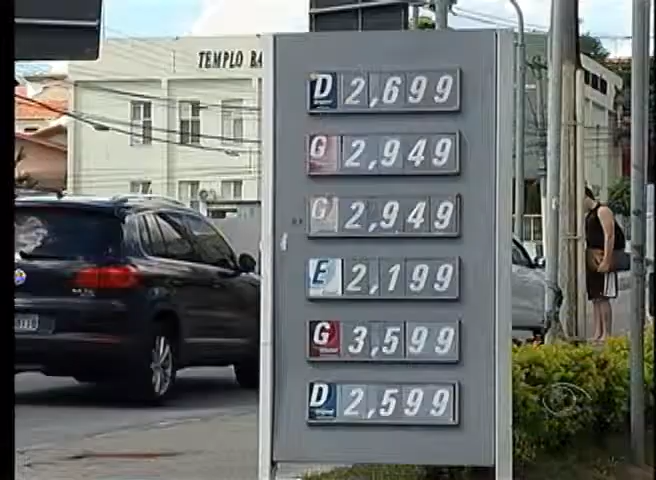 TEMPLO BA
D 2,699
G 2,949
G 2,949
E 2,199
G 3,599
D 2,599